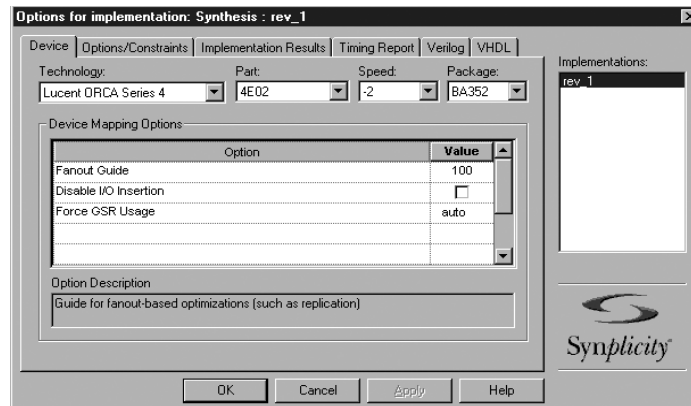 Options for implementation: Synthesis : rev_1
Device Options/Constraints Implementation Results Timing Report Verilog VHDL
Technology: Part: Speed: Package:
Lucent ORCA Series 4 4E02 -2 BA352
Implementations:
rev_1
Device Mapping Options
Option Value
Fanout Guide 100
Disable I/O Insertion
Force GSR Usage auto
Option Description
Guide for fanout-based optimizations (such as replication)
Synplicity
OK Cancel Apply Help